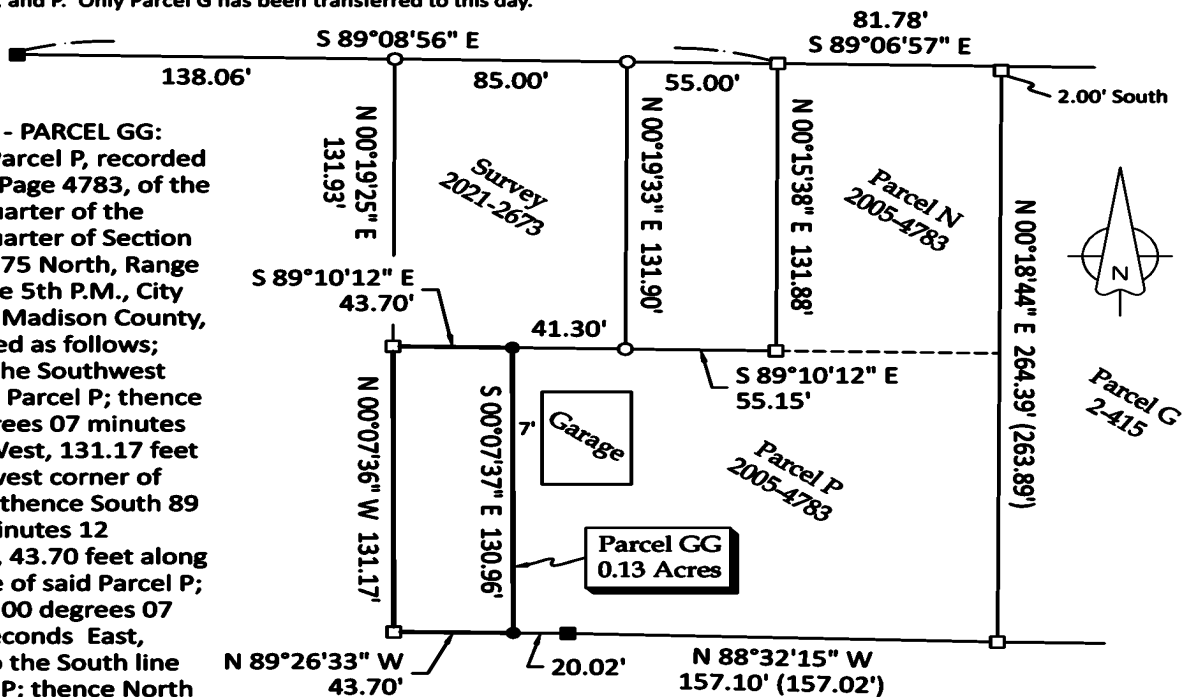 and P. Only Parcel G has been transferred to this day.
81.78'
S 89°08'56" E
S 89°06'57" E
138.06'
85.00'
55.00'
2.00' South
- PARCEL GG:
Parcel P, recorded
Page 4783, of the
uarter of the
uarter of Section
75 North, Range
e 5th P.M., City
Madison County,
ed as follows;
he Southwest
Parcel P; thence
rees 07 minutes
West, 131.17 feet
west corner of
thence South 89
inutes 12
43.70 feet along
e of said Parcel P;
00 degrees 07
econds East,
o the South line
P; thence North
N 00°19'25" E
131.93'
Survey
2021-2673
N 00°19'33" E 131.90'
N 00°15'38" E 131.88'
Parcel N
2005-4783
N 00°18'44" E 264.39' (263.89')
N
S 89°10'12" E
43.70'
41.30'
S 89°10'12" E
55.15'
Parcel G
2-415
N 00°07'36" W 131.17'
S 00°07'37" E 130.96'
7'
Garage
Parcel P
2005-4783
Parcel GG
0.13 Acres
N 89°26'33" W
43.70'
20.02'
N 88°32'15" W
157.10' (157.02')